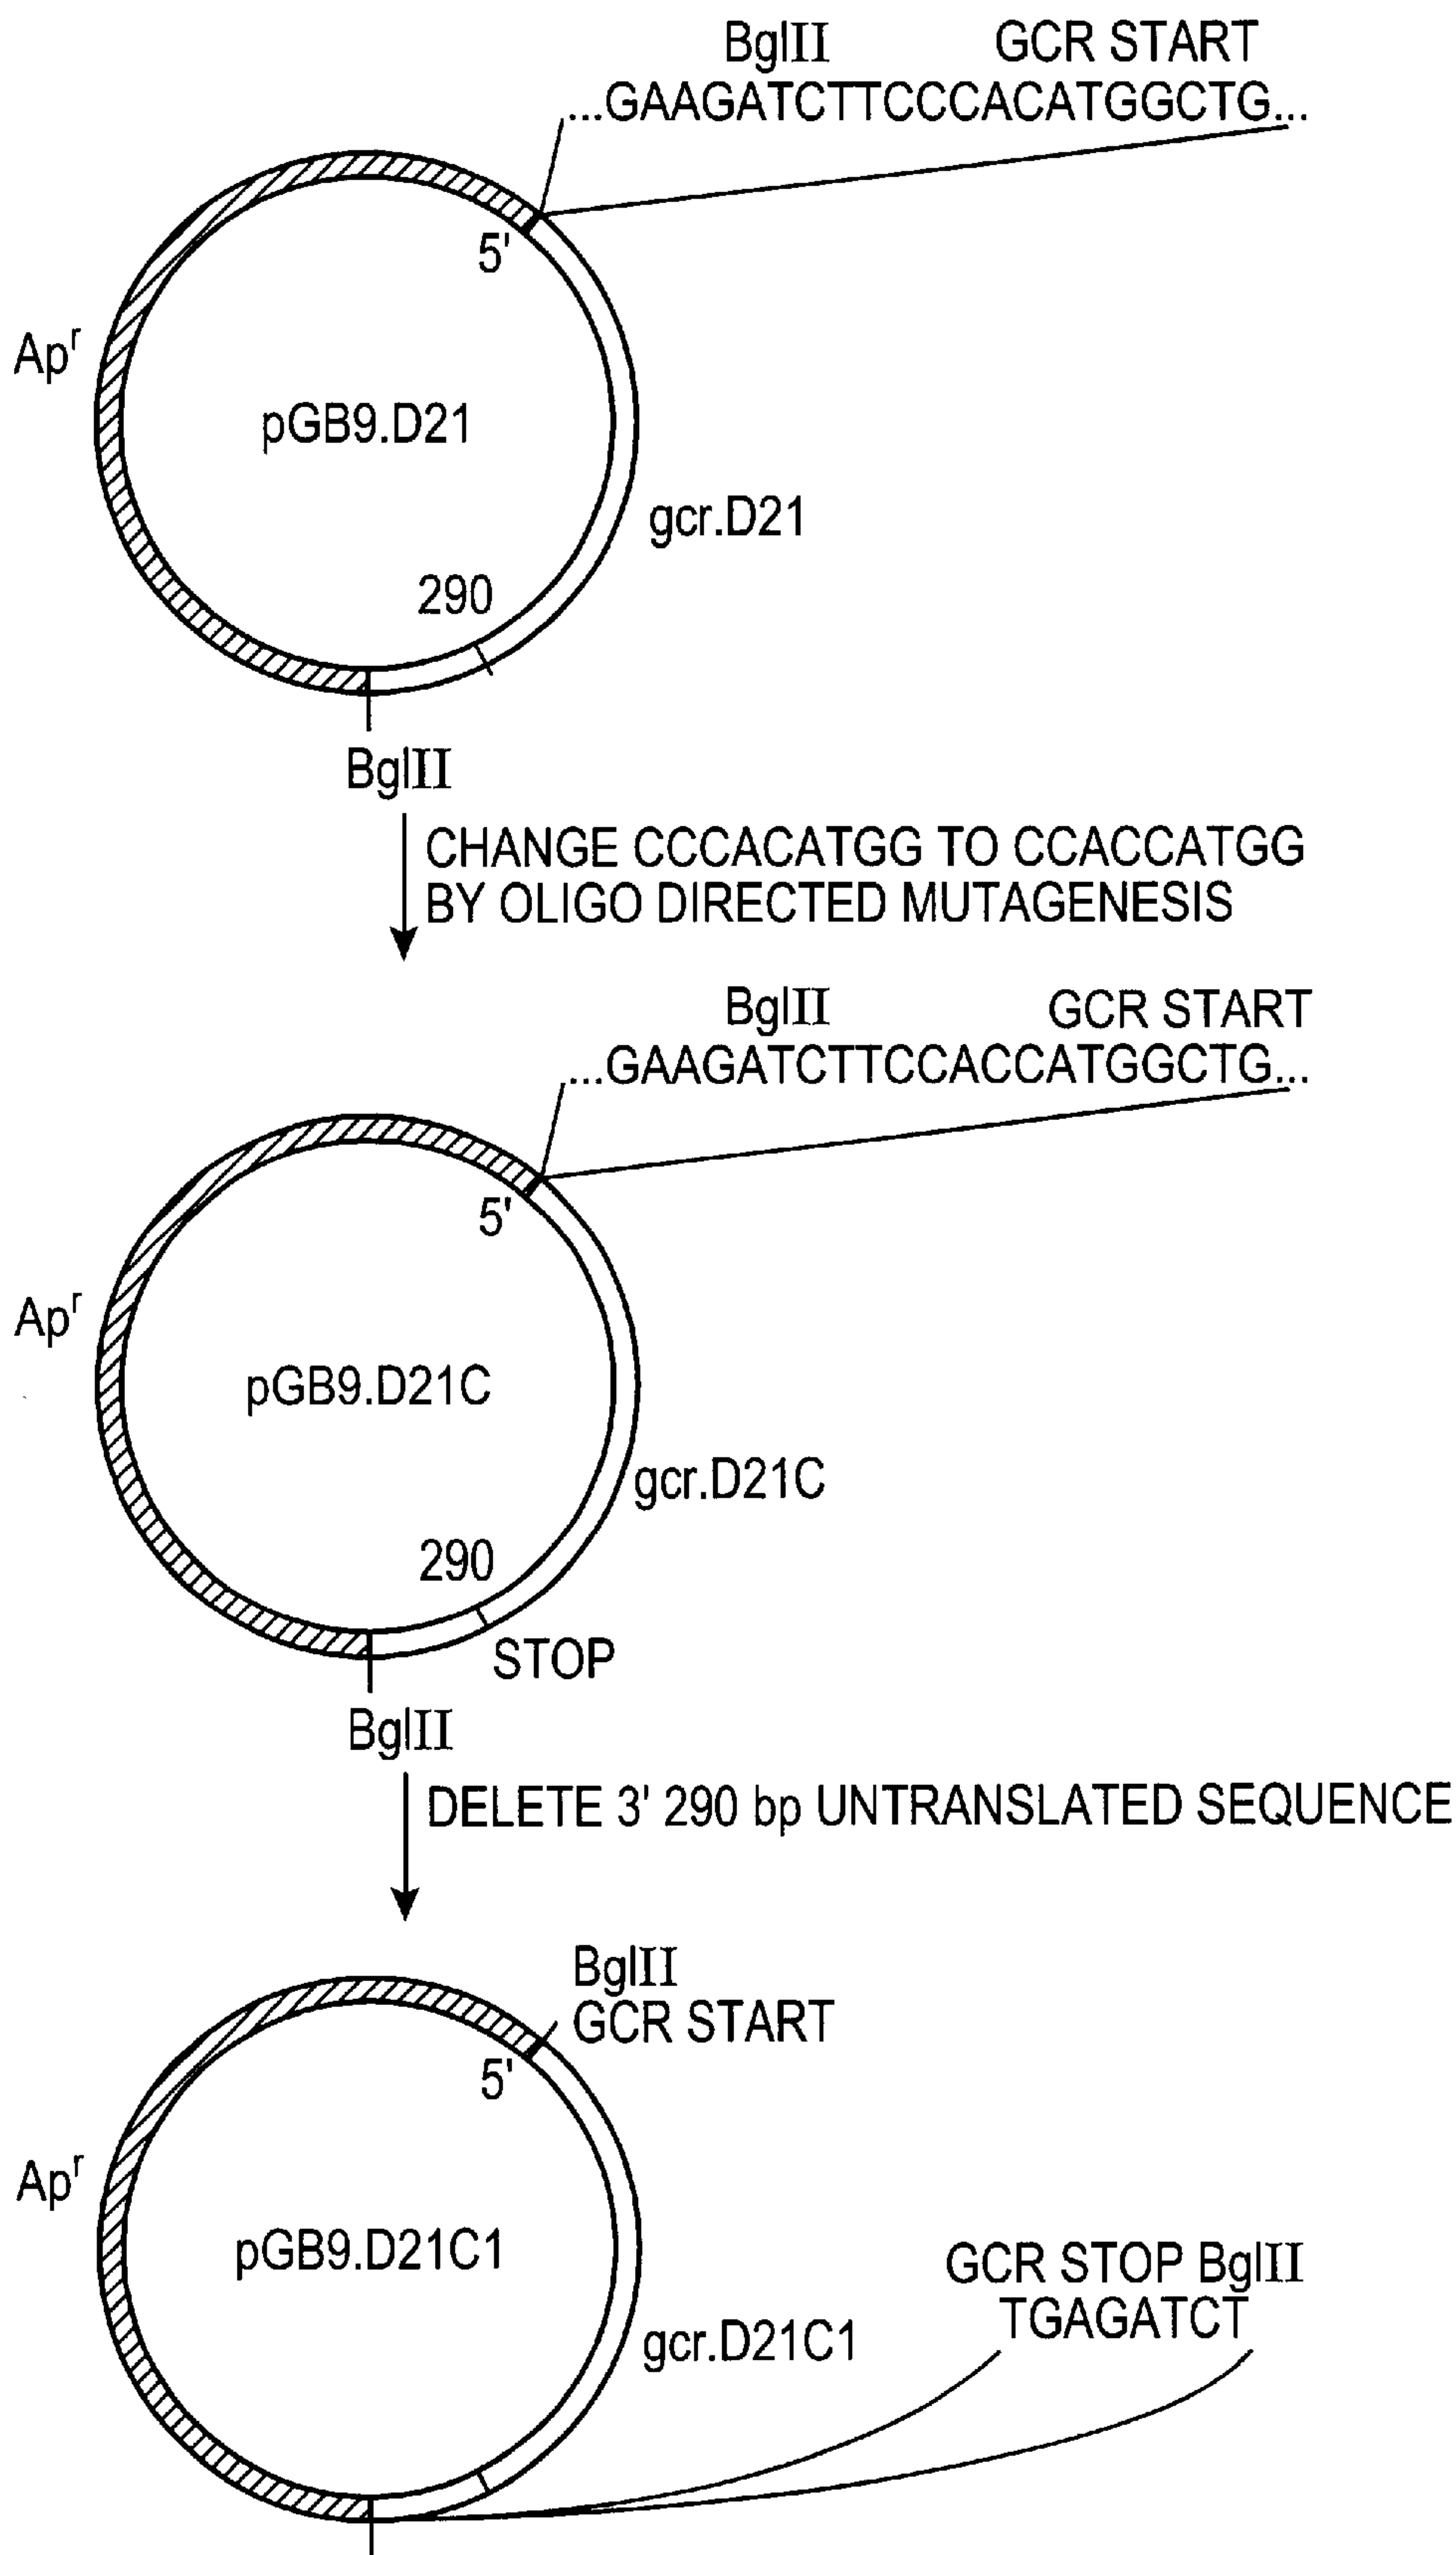 BglII GCR START
...GAAGATCTTCCCACATGGCTG...
5'
Apʳ
pGB9.D21
gcr.D21
290
BglII
CHANGE CCCACATGG TO CCACCATGG
BY OLIGO DIRECTED MUTAGENESIS
BglII GCR START
...GAAGATCTTCCACCATGGCTG...
5'
Apʳ
pGB9.D21C
gcr.D21C
290
STOP
BglII
DELETE 3' 290 bp UNTRANSLATED SEQUENCE
BglII
GCR START
5'
Apʳ
pGB9.D21C1
GCR STOP BglII
TGAGATCT
gcr.D21C1